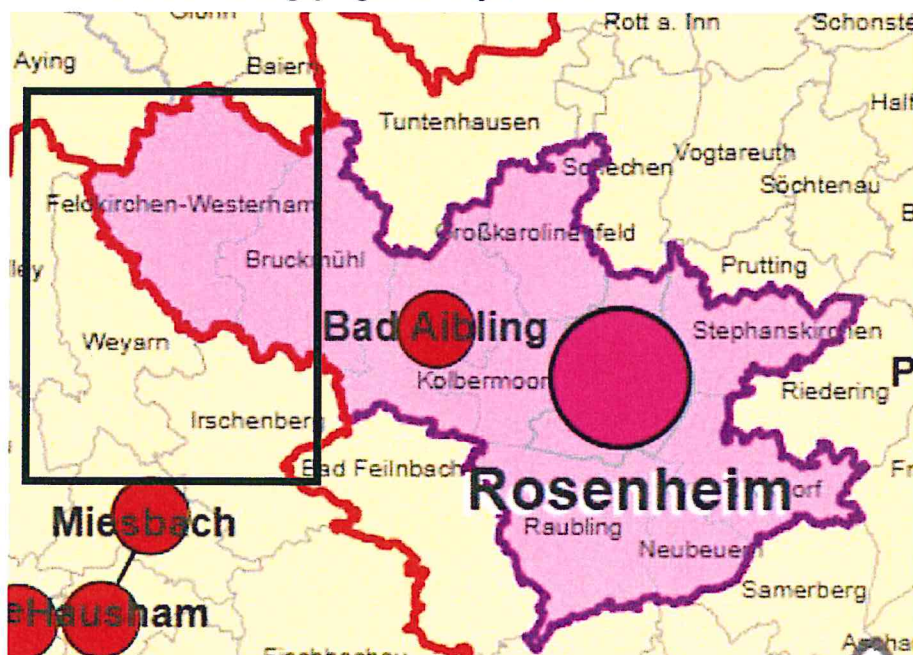 Rott a. Inn
Aying
Baiern
Tuntenhausen
Vogtareuth
Söchtenau
Feldkirchen-Westerham
Großkarolinenfeld
Bruckmühl
Prutting
Weyarn
Bad Aibling
Stephanskirchen
Kolbermoor
Riedering
Irschenberg
Bad Feilnbach
Rosenheim
Miesbach
Raubling
Neubeuern
Samerberg
Hausham